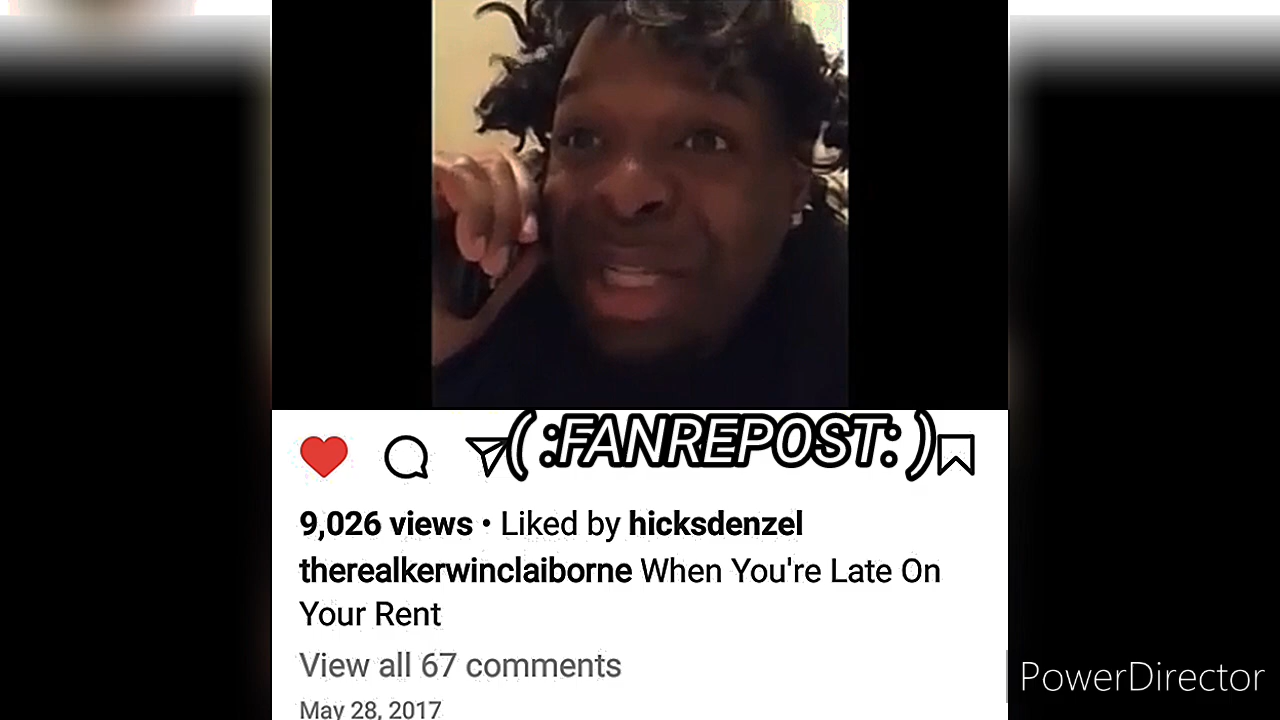 ( :FANREPOST: )
9,026 views • Liked by hicksdenzel
therealkerwinclaiborne When You're Late On
Your Rent
View all 67 comments
May 28, 2017
PowerDirector